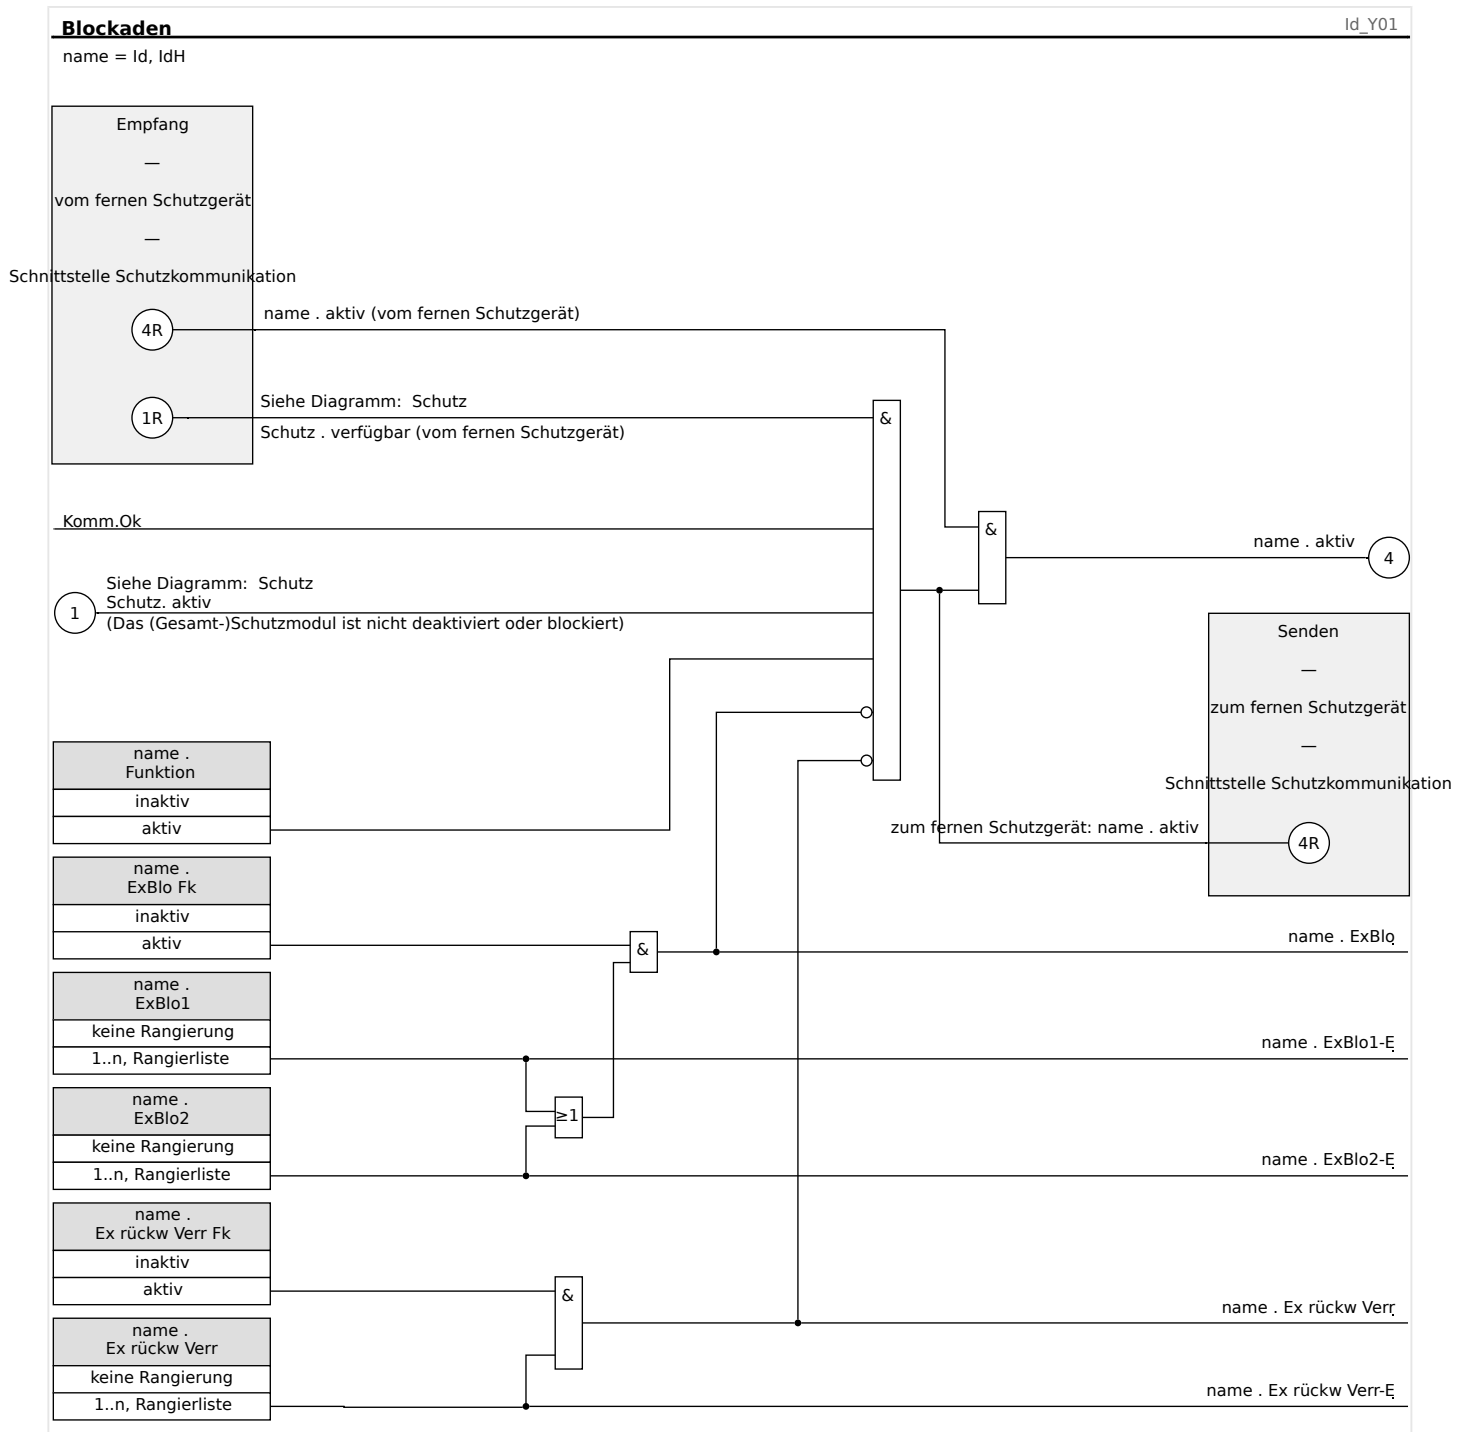 Blockaden
Id_Y01
name = Id, IdH
Empfang
—
vom fernen Schutzgerät
—
Schnittstelle Schutzkommunikation
4R
name . aktiv (vom fernen Schutzgerät)
1R
Siehe Diagramm:  Schutz
Schutz . verfügbar (vom fernen Schutzgerät)
&
Komm.Ok
&
name . aktiv
4
1
Siehe Diagramm:  Schutz
Schutz. aktiv
(Das (Gesamt-)Schutzmodul ist nicht deaktiviert oder blockiert)
Senden
—
zum fernen Schutzgerät
—
Schnittstelle Schutzkommunikation
zum fernen Schutzgerät: name . aktiv
4R
name .
Funktion
inaktiv
aktiv
name .
ExBlo Fk
inaktiv
aktiv
&
name . ExBlo
name .
ExBlo1
keine Rangierung
1..n, Rangierliste
name . ExBlo1-E
≥1
name .
ExBlo2
keine Rangierung
1..n, Rangierliste
name . ExBlo2-E
name .
Ex rückw Verr Fk
inaktiv
aktiv
&
name . Ex rückw Verr
name .
Ex rückw Verr
keine Rangierung
1..n, Rangierliste
name . Ex rückw Verr-E